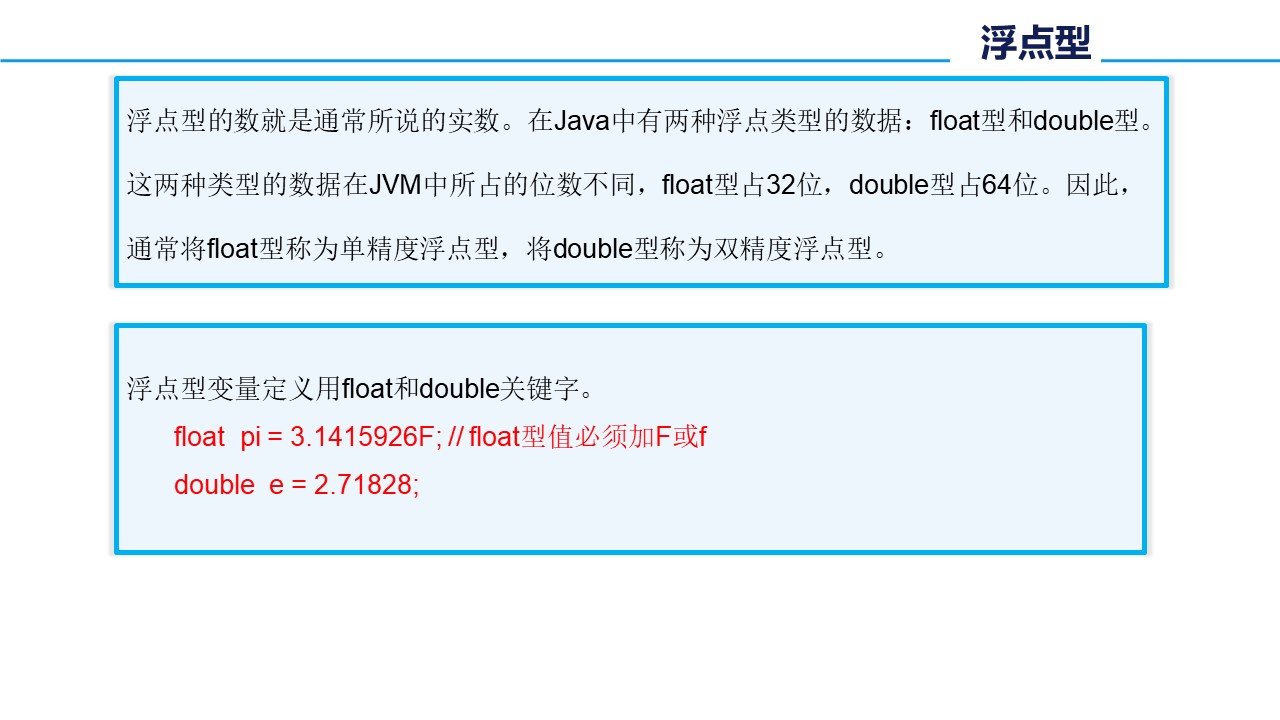 浮点型
浮点型的数就是通常所说的实数。在Java中有两种浮点类型的数据：float型和double型。
这两种类型的数据在JVM中所占的位数不同，float型占32位，double型占64位。因此，
通常将float型称为单精度浮点型，将double型称为双精度浮点型。
浮点型变量定义用float和double关键字。
float  pi = 3.1415926F; // float型值必须加F或f
double  e = 2.71828;